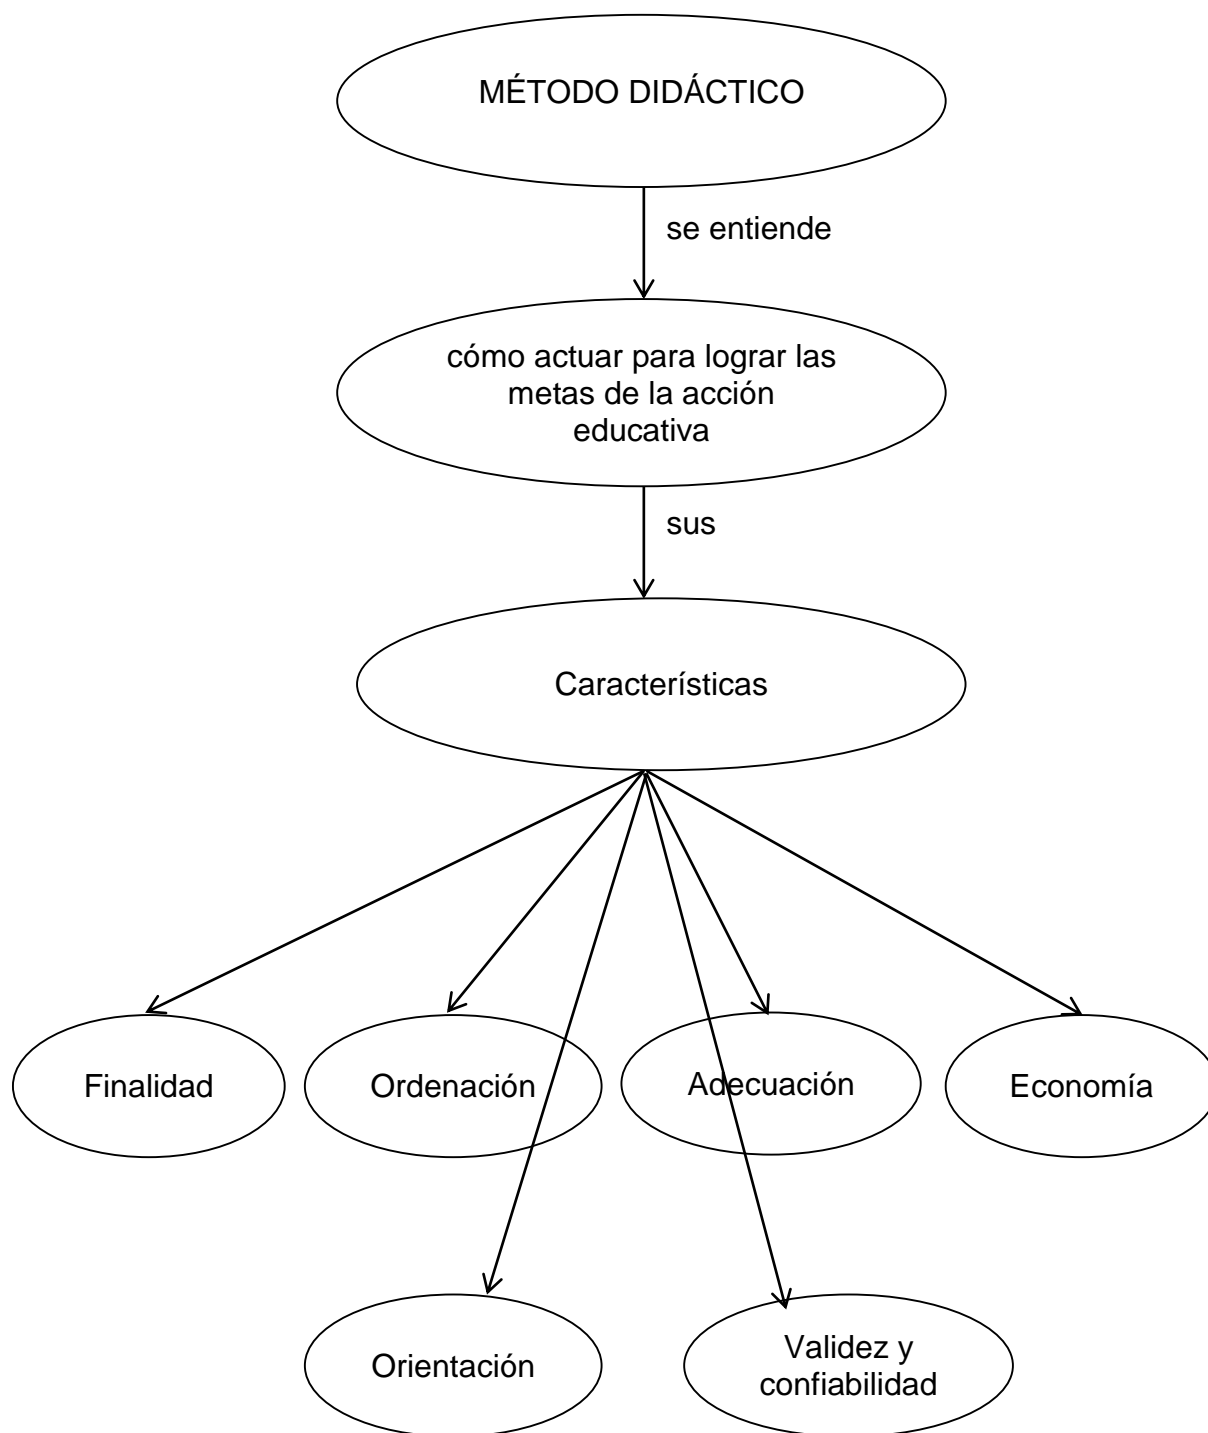 MÉTODO DIDÁCTICO
se entiende
cómo actuar para lograr las
metas de la acción
educativa
sus
Características
Finalidad
Ordenación
Adecuación
Economía
Orientación
Validez y
confiabilidad